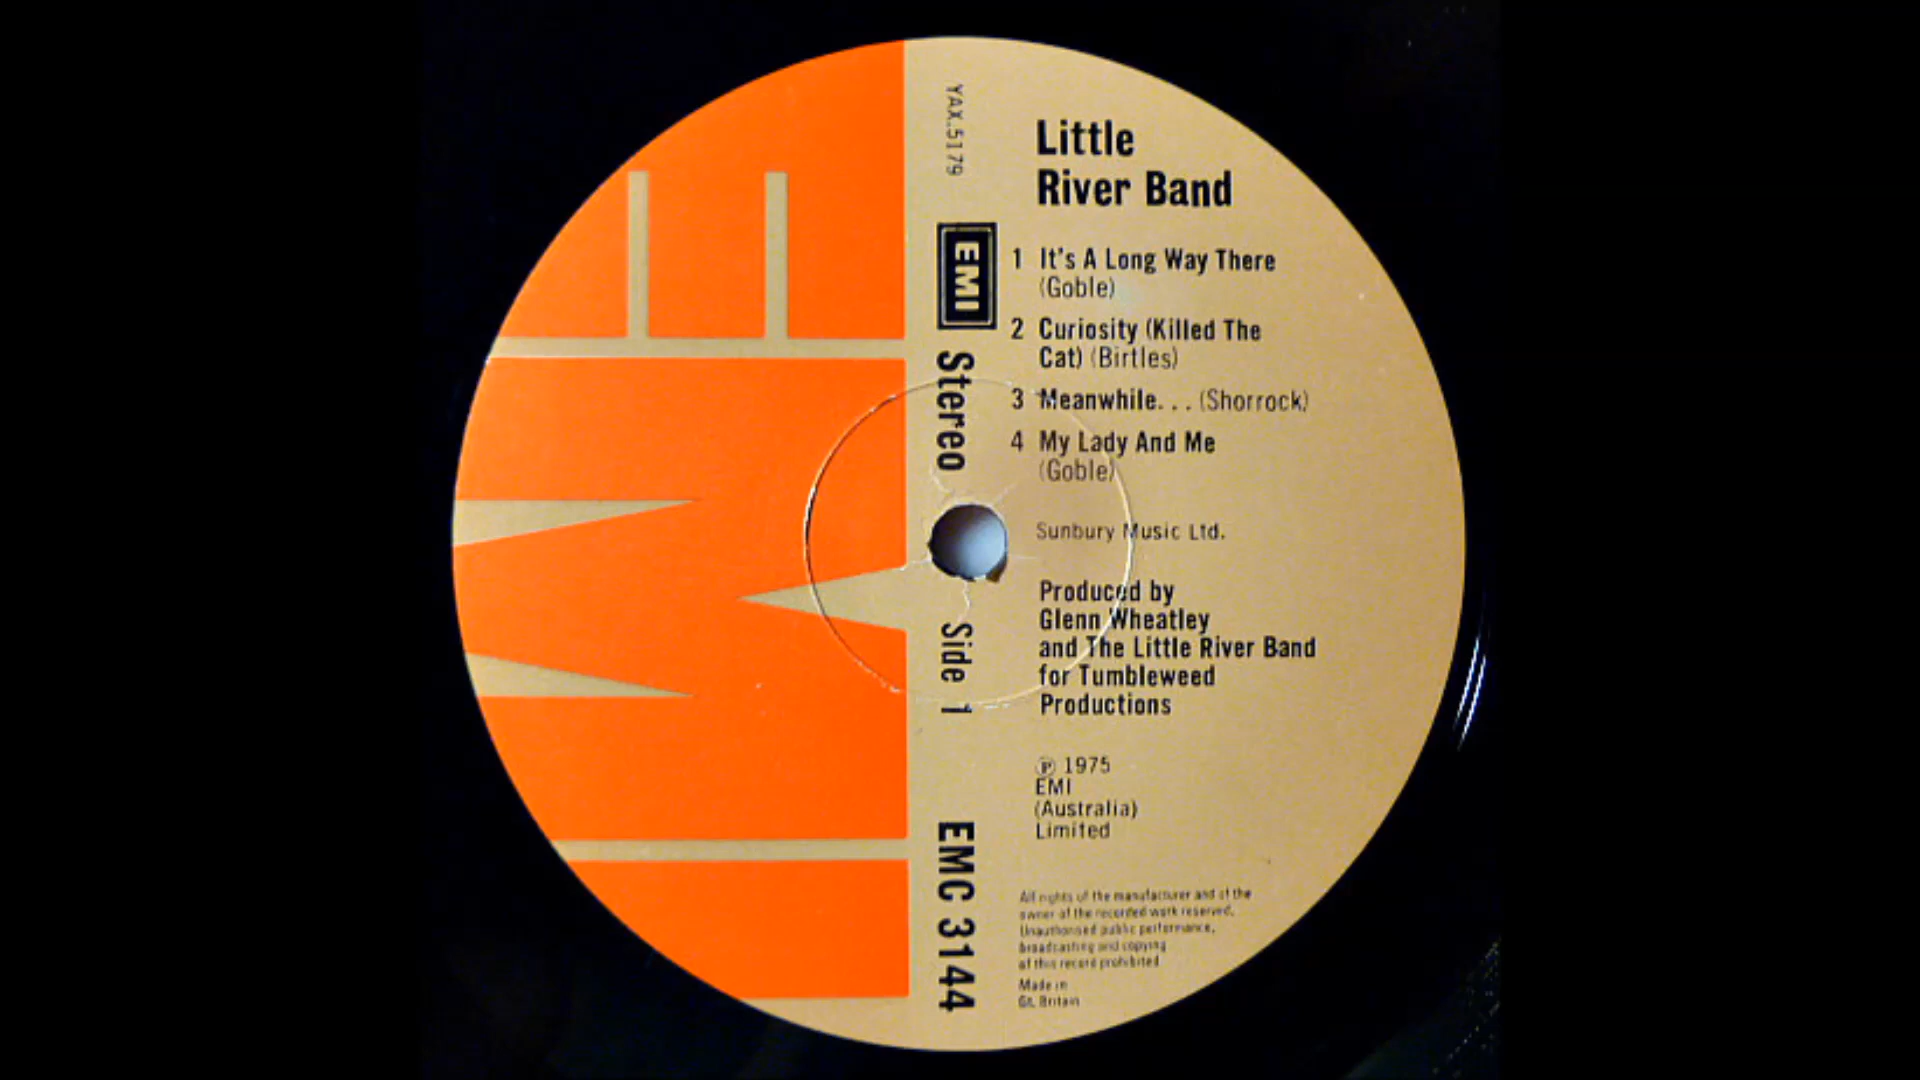 YAX.5179
EMI
Stereo
Side 1
EMC 3144
Little
River Band
1 It's A Long Way There
(Goble)
2 Curiosity (Killed The
Cat) (Birtles)
3 Meanwhile. . . (Shorrock)
4 My Lady And Me
(Goble)
Sunbury Music Ltd.
Produced by
Glenn Wheatley
and The Little River Band
for Tumbleweed
Productions
℗ 1975
EMI
(Australia)
Limited
All rights of the manufacturer and of the
owner of the recorded work reserved.
Unauthorised public performance,
broadcasting and copying
of this record prohibited
Made in
Gt. Britain
EMI